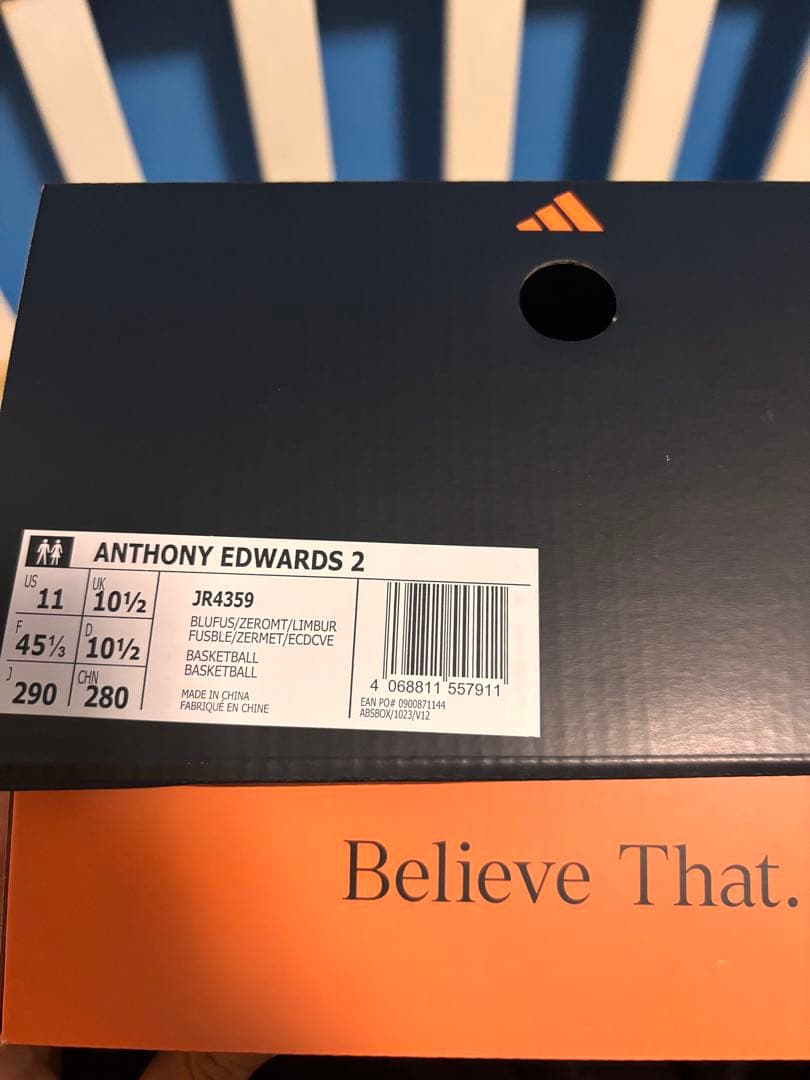 ANTHONY EDWARDS 2
US 11 UK 10½
F 45⅓ D 10½
J 290 CHN 280
JR4359
BLUFUS/ZEROMT/LIMBUR
FUSBLE/ZERMET/ECDCVE
BASKETBALL
BASKETBALL
MADE IN CHINA
FABRIQUÉ EN CHINE
4 068811 557911
EAN PO# 0900871144
ABSBOX/1023/V12
Believe That.